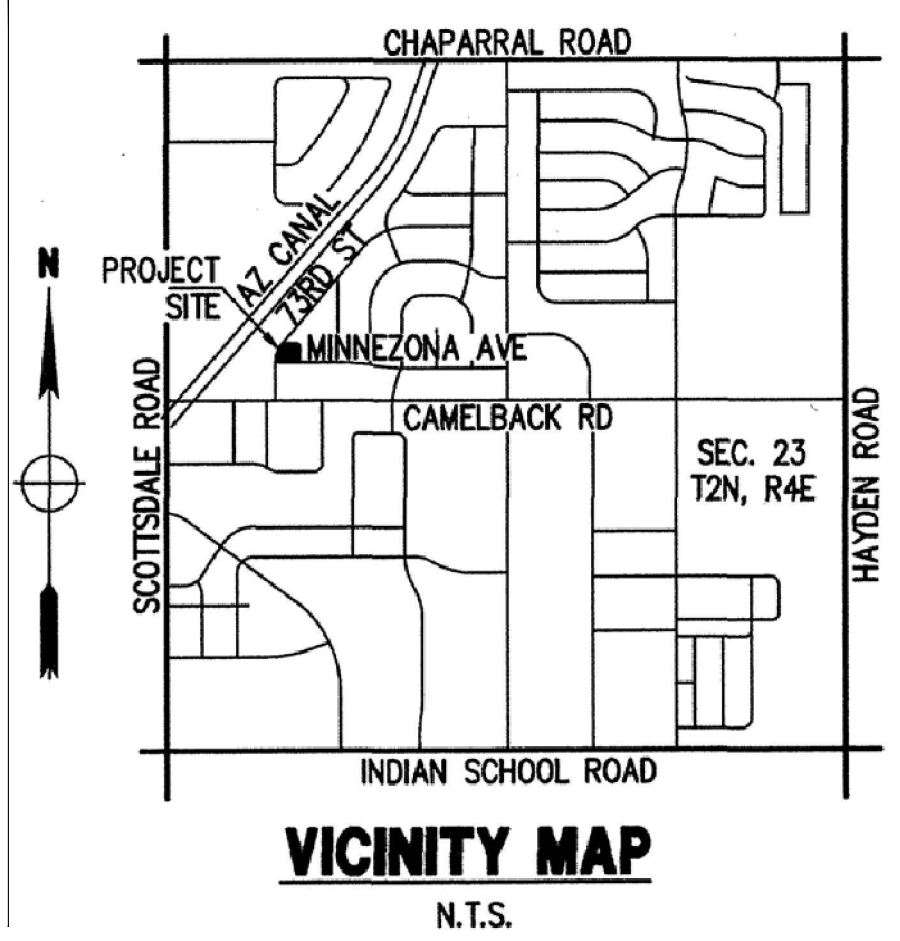 CHAPARRAL ROAD
N
PROJECT
SITE
AZ CANAL
73RD ST
MINNEZONA AVE
SCOTTSDALE ROAD
CAMELBACK RD
SEC. 23
T2N, R4E
HAYDEN ROAD
INDIAN SCHOOL ROAD
VICINITY MAP
N.T.S.